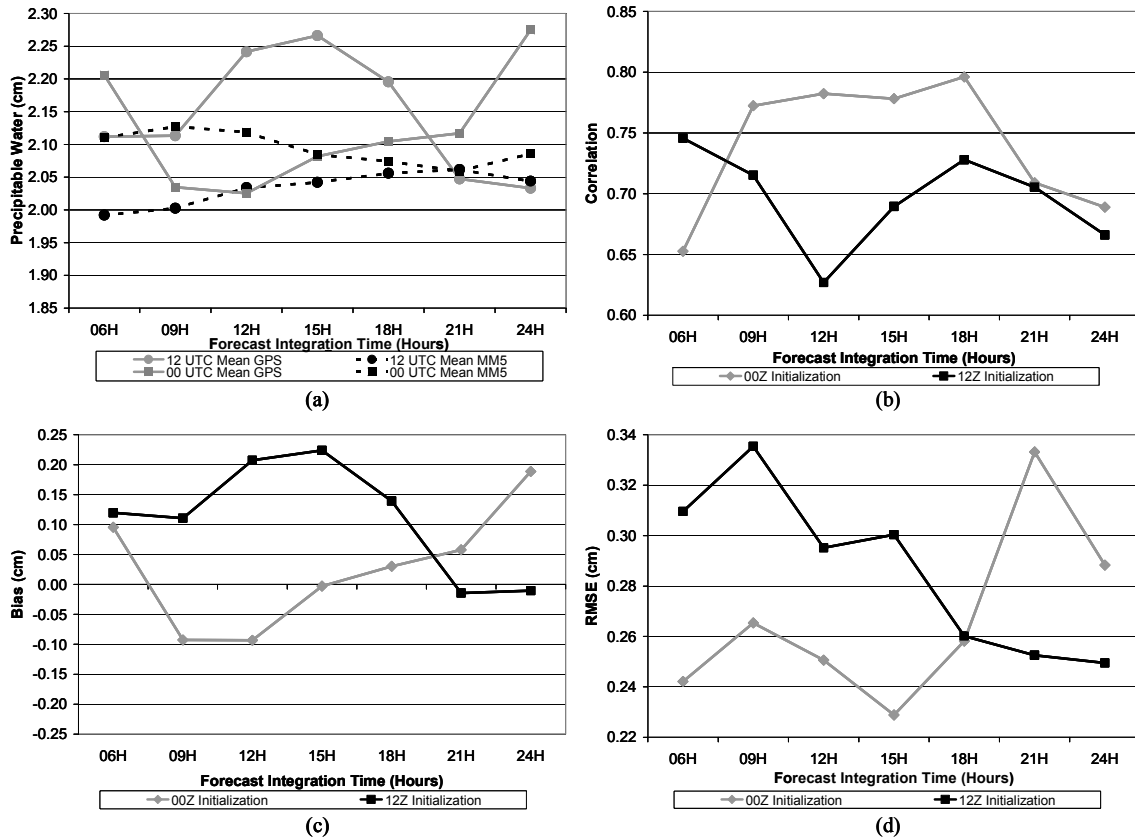 2.30
2.25
2.20
2.15
2.10
2.05
2.00
1.95
1.90
1.85
Precipitable Water (cm)
06H 09H 12H 15H 18H 21H 24H
Forecast Integration Time (Hours)
12 UTC Mean GPS 12 UTC Mean MM5
00 UTC Mean GPS 00 UTC Mean MM5
(a)
0.85
0.80
0.75
0.70
0.65
0.60
Correlation
06H 09H 12H 15H 18H 21H 24H
Forecast Integration Time (Hours)
00Z Initialization 12Z Initialization
(b)
0.25
0.20
0.15
0.10
0.05
0.00
-0.05
-0.10
-0.15
-0.20
-0.25
Bias (cm)
06H 09H 12H 15H 18H 21H 24H
Forecast Integration Time (Hours)
00Z Initialization 12Z Initialization
(c)
0.34
0.32
0.30
0.28
0.26
0.24
0.22
RMSE (cm)
06H 09H 12H 15H 18H 21H 24H
Forecast Integration Time (Hours)
00Z Initialization 12Z Initialization
(d)